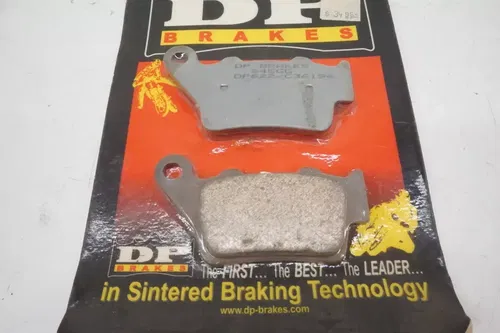 DP
BRAKES
DP BRAKES
DP
BRAKES
The FIRST... The BEST... The LEADER...
in Sintered Braking Technology
www.dp-brakes.com